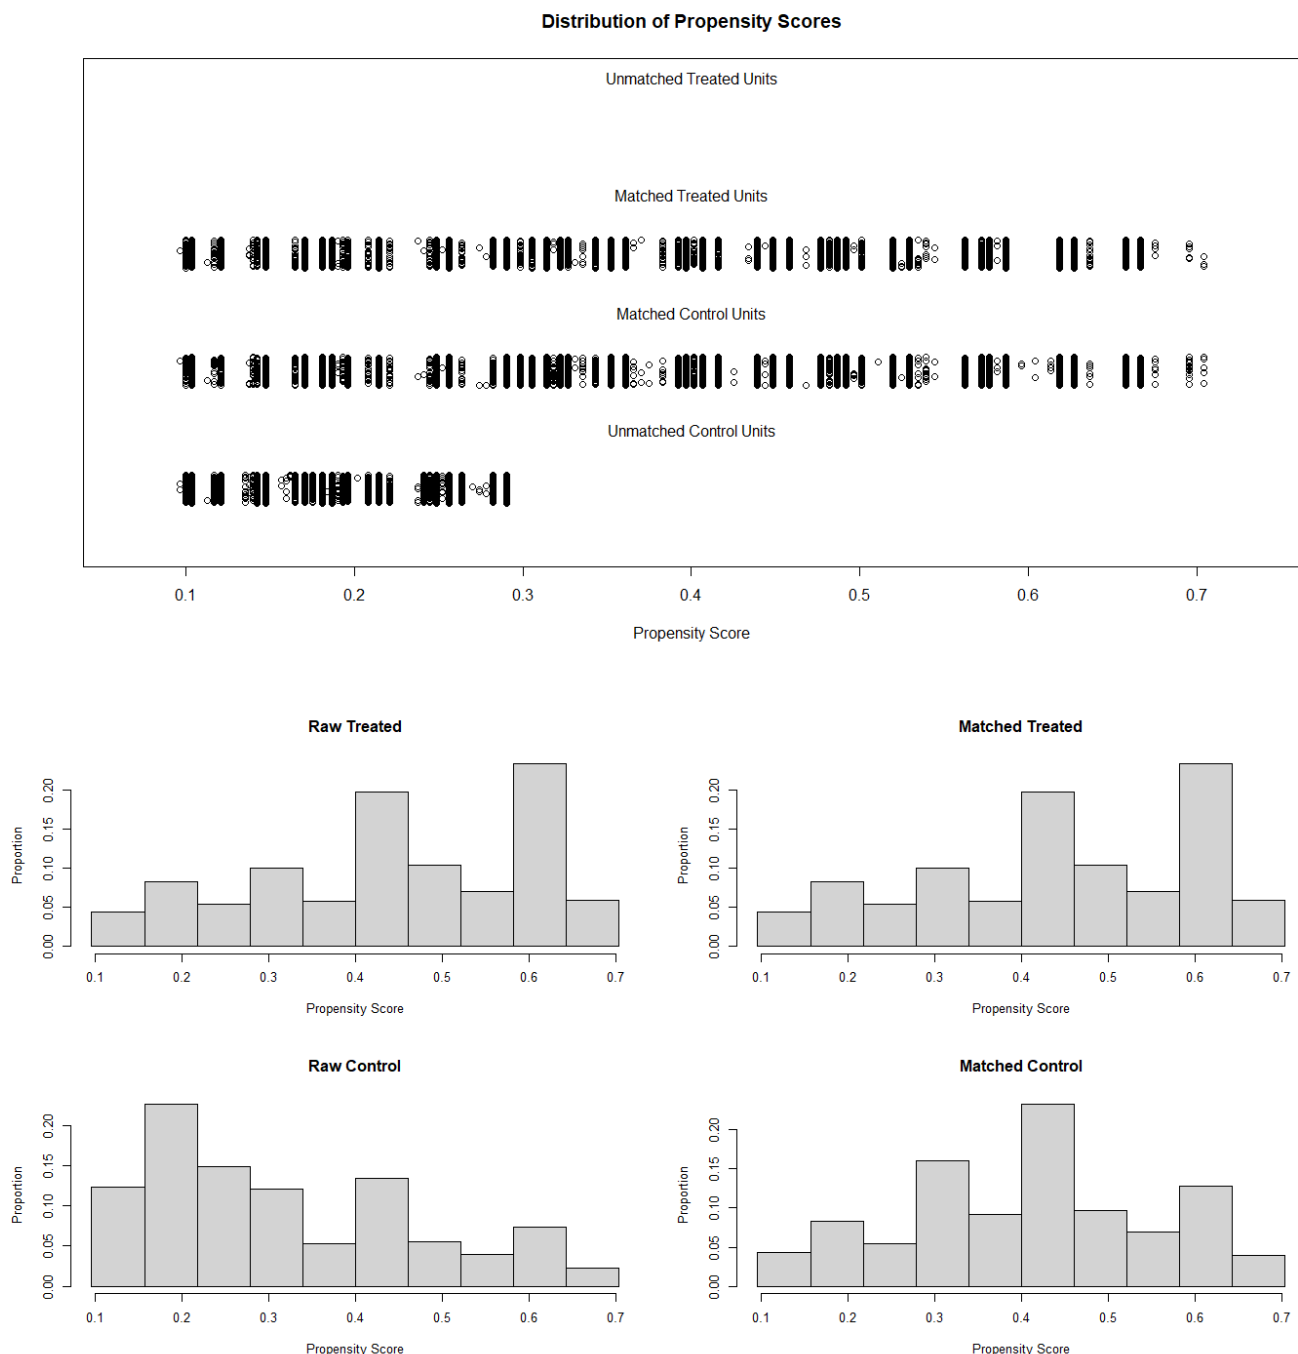 Distribution of Propensity Scores
Unmatched Treated Units
Matched Treated Units
Matched Control Units
Unmatched Control Units
0.1 0.2 0.3 0.4 0.5 0.6 0.7
Propensity Score
Raw Treated
Proportion
0.00 0.05 0.10 0.15 0.20
0.1 0.2 0.3 0.4 0.5 0.6 0.7
Propensity Score
Matched Treated
Proportion
0.00 0.05 0.10 0.15 0.20
0.1 0.2 0.3 0.4 0.5 0.6 0.7
Propensity Score
Raw Control
Proportion
0.00 0.05 0.10 0.15 0.20
0.1 0.2 0.3 0.4 0.5 0.6 0.7
Propensity Score
Matched Control
Proportion
0.00 0.05 0.10 0.15 0.20
0.1 0.2 0.3 0.4 0.5 0.6 0.7
Propensity Score